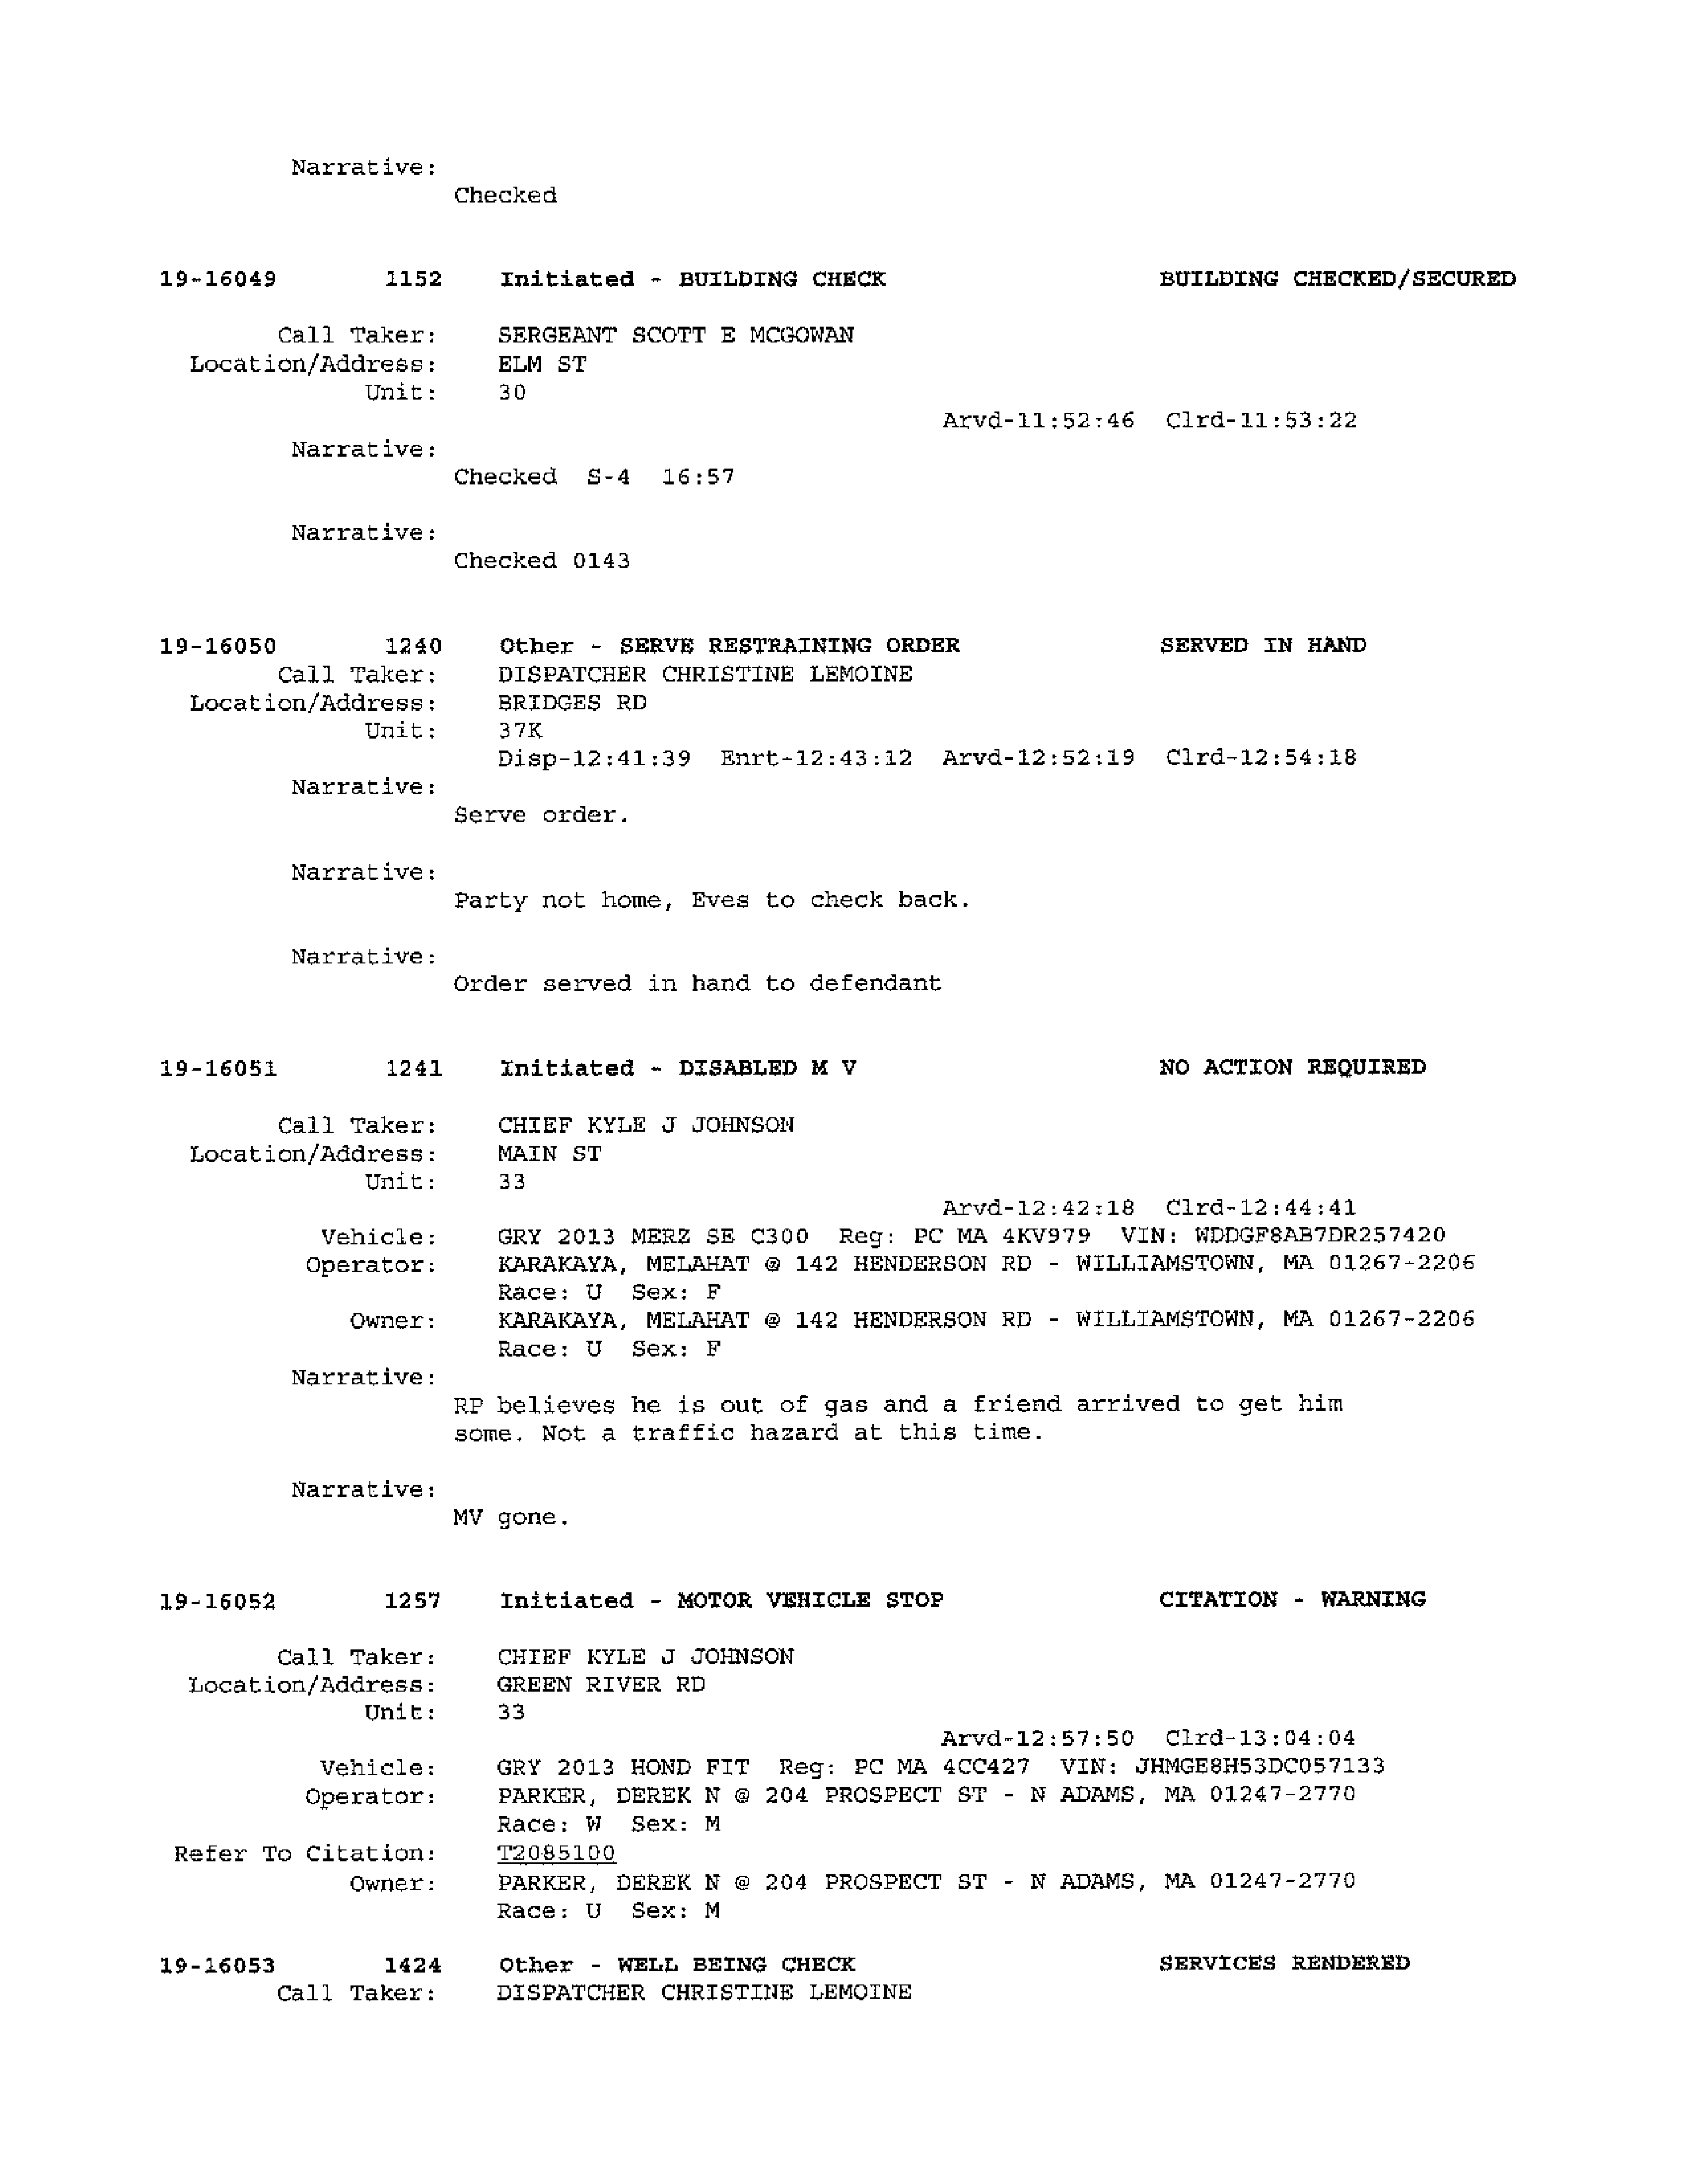 Narrative:
Checked
19-16049 1152 Initiated - BUILDING CHECK BUILDING CHECKED/SECURED
Call Taker: SERGEANT SCOTT E MCGOWAN
Location/Address: ELM ST
Unit: 30
Arvd-11:52:46 Clrd-11:53:22
Narrative:
Checked S-4 16:57
Narrative:
Checked 0143
19-16050 1240 Other - SERVE RESTRAINING ORDER SERVED IN HAND
Call Taker: DISPATCHER CHRISTINE LEMOINE
Location/Address: BRIDGES RD
Unit: 37K
Disp-12:41:39 Enrt-12:43:12 Arvd-12:52:19 Clrd-12:54:18
Narrative:
Serve order.
Narrative:
Party not home, Eves to check back.
Narrative:
Order served in hand to defendant
19-16051 1241 Initiated - DISABLED M V NO ACTION REQUIRED
Call Taker: CHIEF KYLE J JOHNSON
Location/Address: MAIN ST
Unit: 33
Arvd-12:42:18 Clrd-12:44:41
Vehicle: GRY 2013 MERZ SE C300 Reg: PC MA 4KV979 VIN: WDDGF8AB7DR257420
Operator: KARAKAYA, MELAHAT @ 142 HENDERSON RD - WILLIAMSTOWN, MA 01267-2206
Race: U Sex: F
Owner: KARAKAYA, MELAHAT @ 142 HENDERSON RD - WILLIAMSTOWN, MA 01267-2206
Race: U Sex: F
Narrative:
RP believes he is out of gas and a friend arrived to get him
some. Not a traffic hazard at this time.
Narrative:
MV gone.
19-16052 1257 Initiated - MOTOR VEHICLE STOP CITATION - WARNING
Call Taker: CHIEF KYLE J JOHNSON
Location/Address: GREEN RIVER RD
Unit: 33
Arvd-12:57:50 Clrd-13:04:04
Vehicle: GRY 2013 HOND FIT Reg: PC MA 4CC427 VIN: JHMGE8H53DC057133
Operator: PARKER, DEREK N @ 204 PROSPECT ST - N ADAMS, MA 01247-2770
Race: W Sex: M
Refer To Citation: T2085100
Owner: PARKER, DEREK N @ 204 PROSPECT ST - N ADAMS, MA 01247-2770
Race: U Sex: M
19-16053 1424 Other - WELL BEING CHECK SERVICES RENDERED
Call Taker: DISPATCHER CHRISTINE LEMOINE